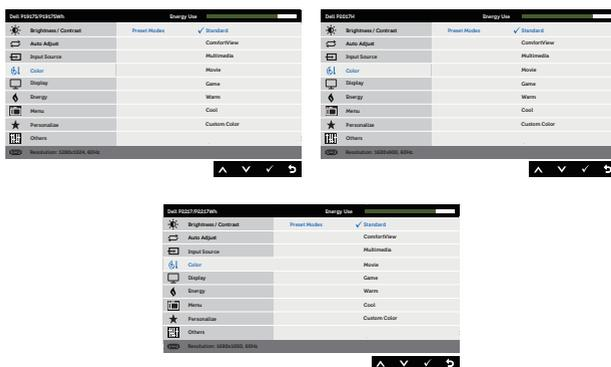 Dell P1917S/P1917SWh Energy Use
Brightness / Contrast Preset Modes Standard
Auto Adjust ComfortView
Input Source Multimedia
Color Movie
Display Game
Energy Warm
Menu Cool
Personalize Custom Color
Others
Resolution: 1280x1024, 60Hz
Dell P2017H Energy Use
Brightness / Contrast Preset Modes Standard
Auto Adjust ComfortView
Input Source Multimedia
Color Movie
Display Game
Energy Warm
Menu Cool
Personalize Custom Color
Others
Resolution: 1600x900, 60Hz
Dell P2217/P2217Wh Energy Use
Brightness / Contrast Preset Modes Standard
Auto Adjust ComfortView
Input Source Multimedia
Color Movie
Display Game
Energy Warm
Menu Cool
Personalize Custom Color
Others
Resolution: 1680x1050, 60Hz